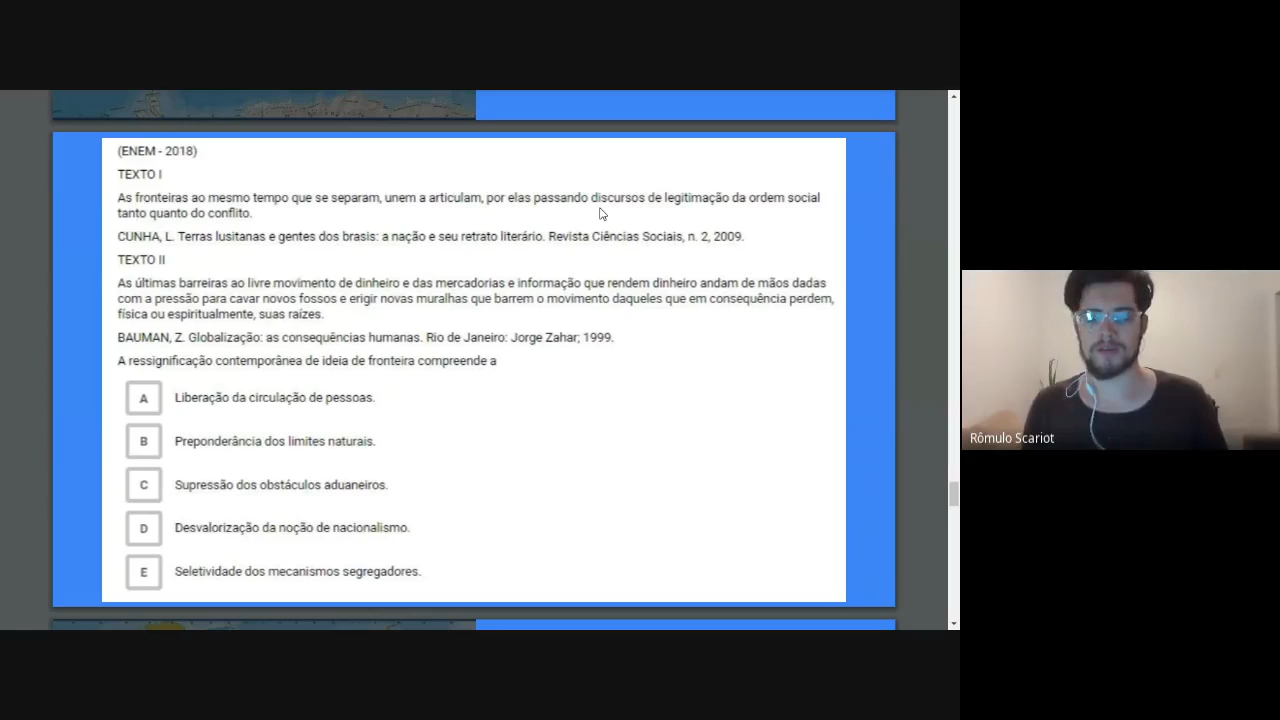 (ENEM - 2018)
TEXTO I
As fronteiras ao mesmo tempo que se separam, unem a articulam, por elas passando discursos de legitimação da ordem social
tanto quanto do conflito.
CUNHA, L. Terras lusitanas e gentes dos brasis: a nação e seu retrato literário. Revista Ciências Sociais, n. 2, 2009.
TEXTO II
As últimas barreiras ao livre movimento de dinheiro e das mercadorias e informação que rendem dinheiro andam de mãos dadas
com a pressão para cavar novos fossos e erigir novas muralhas que barrem o movimento daqueles que em consequência perdem,
física ou espiritualmente, suas raízes.
BAUMAN, Z. Globalização: as consequências humanas. Rio de Janeiro: Jorge Zahar; 1999.
A ressignificação contemporânea de ideia de fronteira compreende a
A Liberação da circulação de pessoas.
B Preponderância dos limites naturais.
C Supressão dos obstáculos aduaneiros.
D Desvalorização da noção de nacionalismo.
E Seletividade dos mecanismos segregadores.
Rômulo Scariot